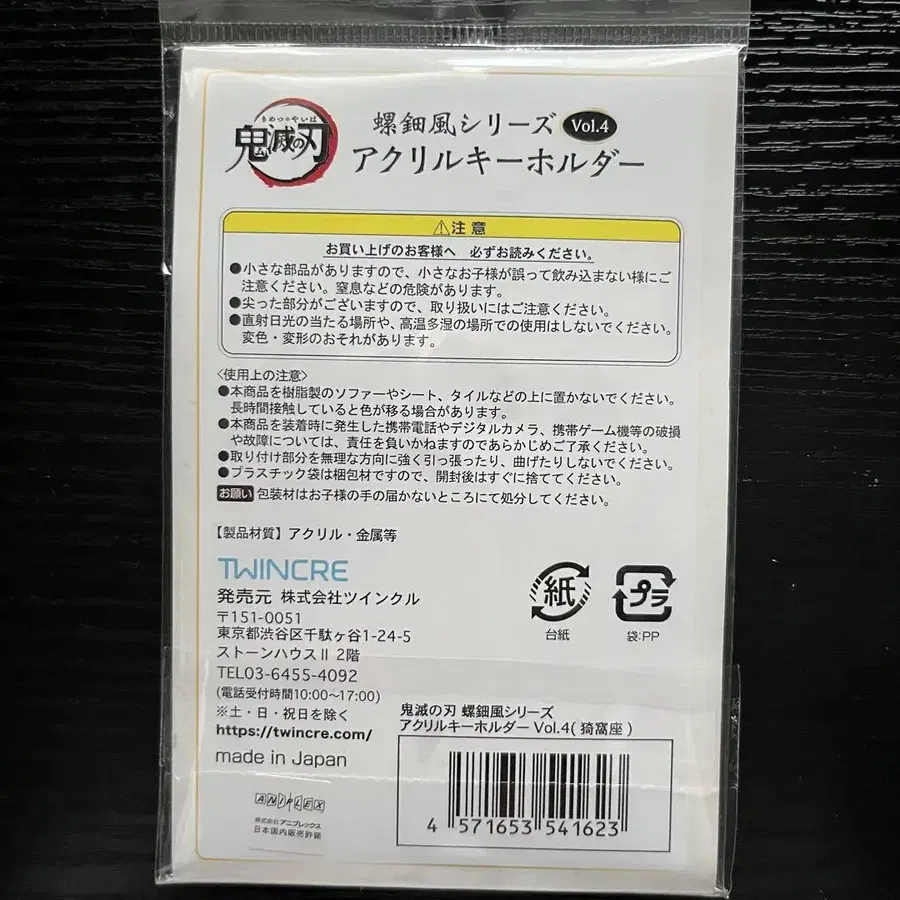 きめつのやいば
鬼滅の刃
螺鈿風シリーズ Vol.4
アクリルキーホルダー
⚠注意
お買い上げのお客様へ 必ずお読みください。
●小さな部品がありますので、小さなお子様が誤って飲み込まない様にご
注意ください。窒息などの危険があります。
●尖った部分がございますので、取り扱いにはご注意ください。
●直射日光の当たる場所や、高温多湿の場所での使用はしないでください。
変色・変形のおそれがあります。
〈使用上の注意〉
●本商品を樹脂製のソファーやシート、タイルなどの上に置かないでください。
長時間接触していると色が移る場合があります。
●本商品を装着時に発生した携帯電話やデジタルカメラ、携帯ゲーム機等の破損
や故障については、責任を負いかねますのであらかじめご了承ください。
●取り付け部分を無理な方向に強く引っ張ったり、曲げたりしないでください。
●プラスチック袋は梱包材ですので、開封後はすぐに捨ててください。
お願い 包装材はお子様の手の届かないところにて処分してください。
【製品材質】アクリル・金属等
TWINCRE
発売元 株式会社ツインクル
〒151-0051
東京都渋谷区千駄ヶ谷1-24-5
ストーンハウスⅡ 2階
TEL03-6455-4092
(電話受付時間10:00〜17:00)
※土・日・祝日を除く
https://twincre.com/
made in Japan
紙
台紙
プラ
袋:PP
鬼滅の刃 螺鈿風シリーズ
アクリルキーホルダー Vol.4( 猗窩座 )
4 571653 541623
ANIPLEX
株式会社アニプレックス
日本国内販売許諾